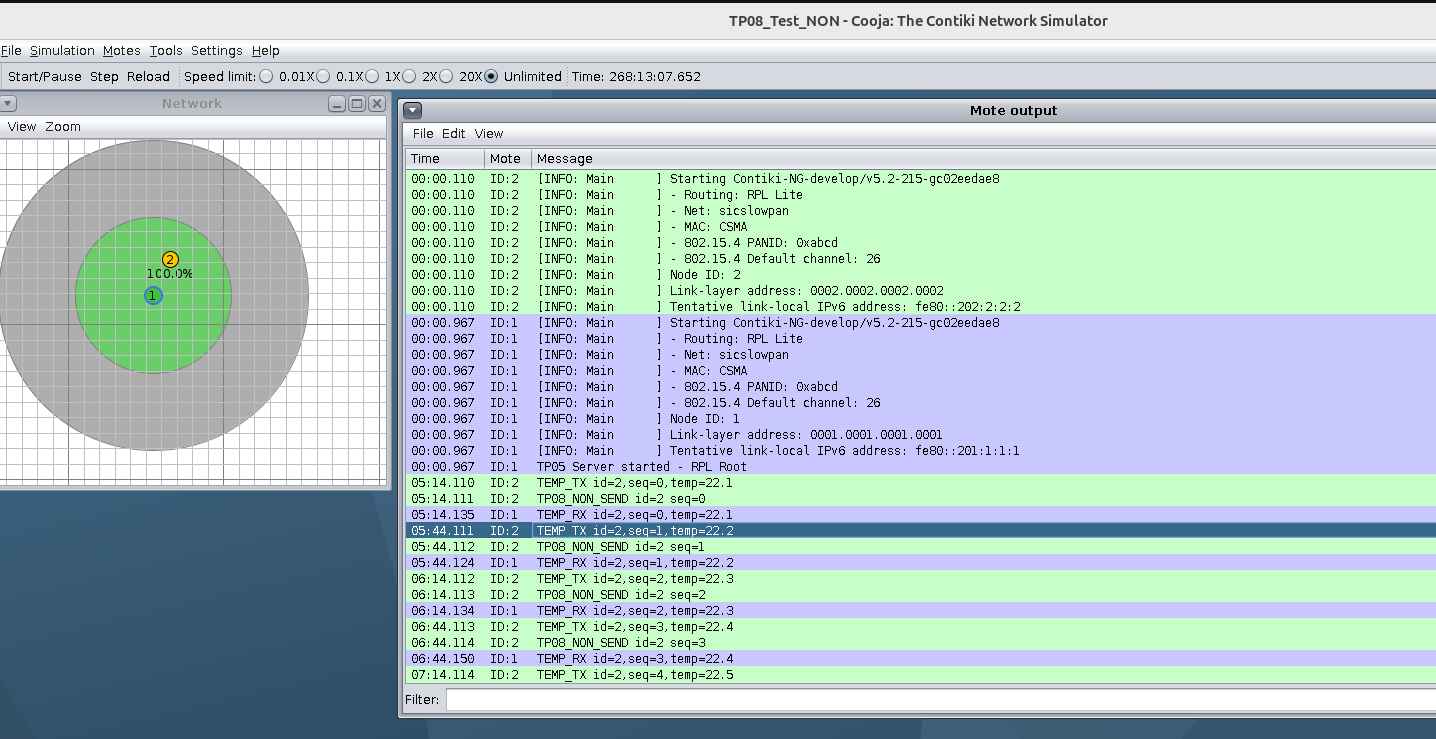 TP08_Test_NON - Cooja: The Contiki Network Simulator
File Simulation Motes Tools Settings Help
Start/Pause Step Reload Speed limit: 0.01X 0.1X 1X 2X 20X Unlimited Time: 268:13:07.652
Network
View Zoom
2
100.0%
1
Mote output
File Edit View
Time Mote Message
00:00.110 ID:2 [INFO: Main ] Starting Contiki-NG-develop/v5.2-215-gc02eedae8
00:00.110 ID:2 [INFO: Main ] - Routing: RPL Lite
00:00.110 ID:2 [INFO: Main ] - Net: sicslowpan
00:00.110 ID:2 [INFO: Main ] - MAC: CSMA
00:00.110 ID:2 [INFO: Main ] - 802.15.4 PANID: 0xabcd
00:00.110 ID:2 [INFO: Main ] - 802.15.4 Default channel: 26
00:00.110 ID:2 [INFO: Main ] Node ID: 2
00:00.110 ID:2 [INFO: Main ] Link-layer address: 0002.0002.0002.0002
00:00.110 ID:2 [INFO: Main ] Tentative link-local IPv6 address: fe80::202:2:2:2
00:00.967 ID:1 [INFO: Main ] Starting Contiki-NG-develop/v5.2-215-gc02eedae8
00:00.967 ID:1 [INFO: Main ] - Routing: RPL Lite
00:00.967 ID:1 [INFO: Main ] - Net: sicslowpan
00:00.967 ID:1 [INFO: Main ] - MAC: CSMA
00:00.967 ID:1 [INFO: Main ] - 802.15.4 PANID: 0xabcd
00:00.967 ID:1 [INFO: Main ] - 802.15.4 Default channel: 26
00:00.967 ID:1 [INFO: Main ] Node ID: 1
00:00.967 ID:1 [INFO: Main ] Link-layer address: 0001.0001.0001.0001
00:00.967 ID:1 [INFO: Main ] Tentative link-local IPv6 address: fe80::201:1:1:1
00:00.967 ID:1 TP05 Server started - RPL Root
05:14.110 ID:2 TEMP_TX id=2,seq=0,temp=22.1
05:14.111 ID:2 TP08_NON_SEND id=2 seq=0
05:14.135 ID:1 TEMP_RX id=2,seq=0,temp=22.1
05:44.111 ID:2 TEMP_TX id=2,seq=1,temp=22.2
05:44.112 ID:2 TP08_NON_SEND id=2 seq=1
05:44.124 ID:1 TEMP_RX id=2,seq=1,temp=22.2
06:14.112 ID:2 TEMP_TX id=2,seq=2,temp=22.3
06:14.113 ID:2 TP08_NON_SEND id=2 seq=2
06:14.134 ID:1 TEMP_RX id=2,seq=2,temp=22.3
06:44.113 ID:2 TEMP_TX id=2,seq=3,temp=22.4
06:44.114 ID:2 TP08_NON_SEND id=2 seq=3
06:44.150 ID:1 TEMP_RX id=2,seq=3,temp=22.4
07:14.114 ID:2 TEMP_TX id=2,seq=4,temp=22.5
Filter: